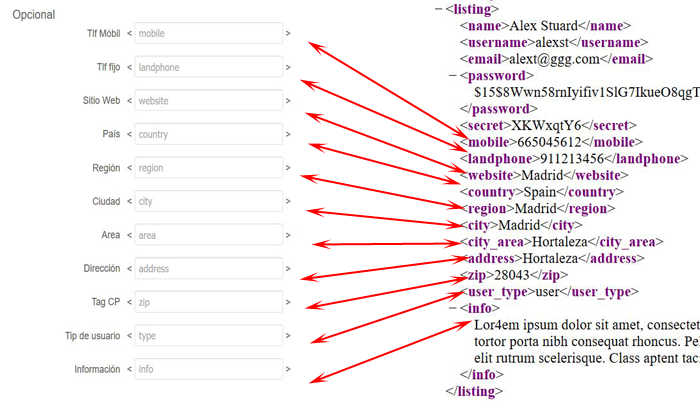 Opcional
Tlf Móbil < mobile >
Tlf fijo < landphone >
Sitio Web < website >
País < country >
Región < region >
Ciudad < city >
Area < area >
Dirección < address >
Tag CP < zip >
Tip de usuario < type >
Información < info >
− <listing>
<name>Alex Stuard</name>
<username>alexst</username>
<email>alext@ggg.com</email>
− <password>
</password>
<secret>XKWxqtY6</secret>
<mobile>665045612</mobile>
<landphone>911213456</landphone>
<website>Madrid</website>
<country>Spain</country>
<region>Madrid</region>
<city>Madrid</city>
<city_area>Hortaleza</city_area>
<address>Hortaleza</address>
<zip>28043</zip>
<user_type>user</user_type>
− <info>
Lor4em ipsum dolor sit amet, consectet
tortor porta nibh consequat rhoncus. Pe
elit rutrum scelerisque. Class aptent tac
</info>
</listing>